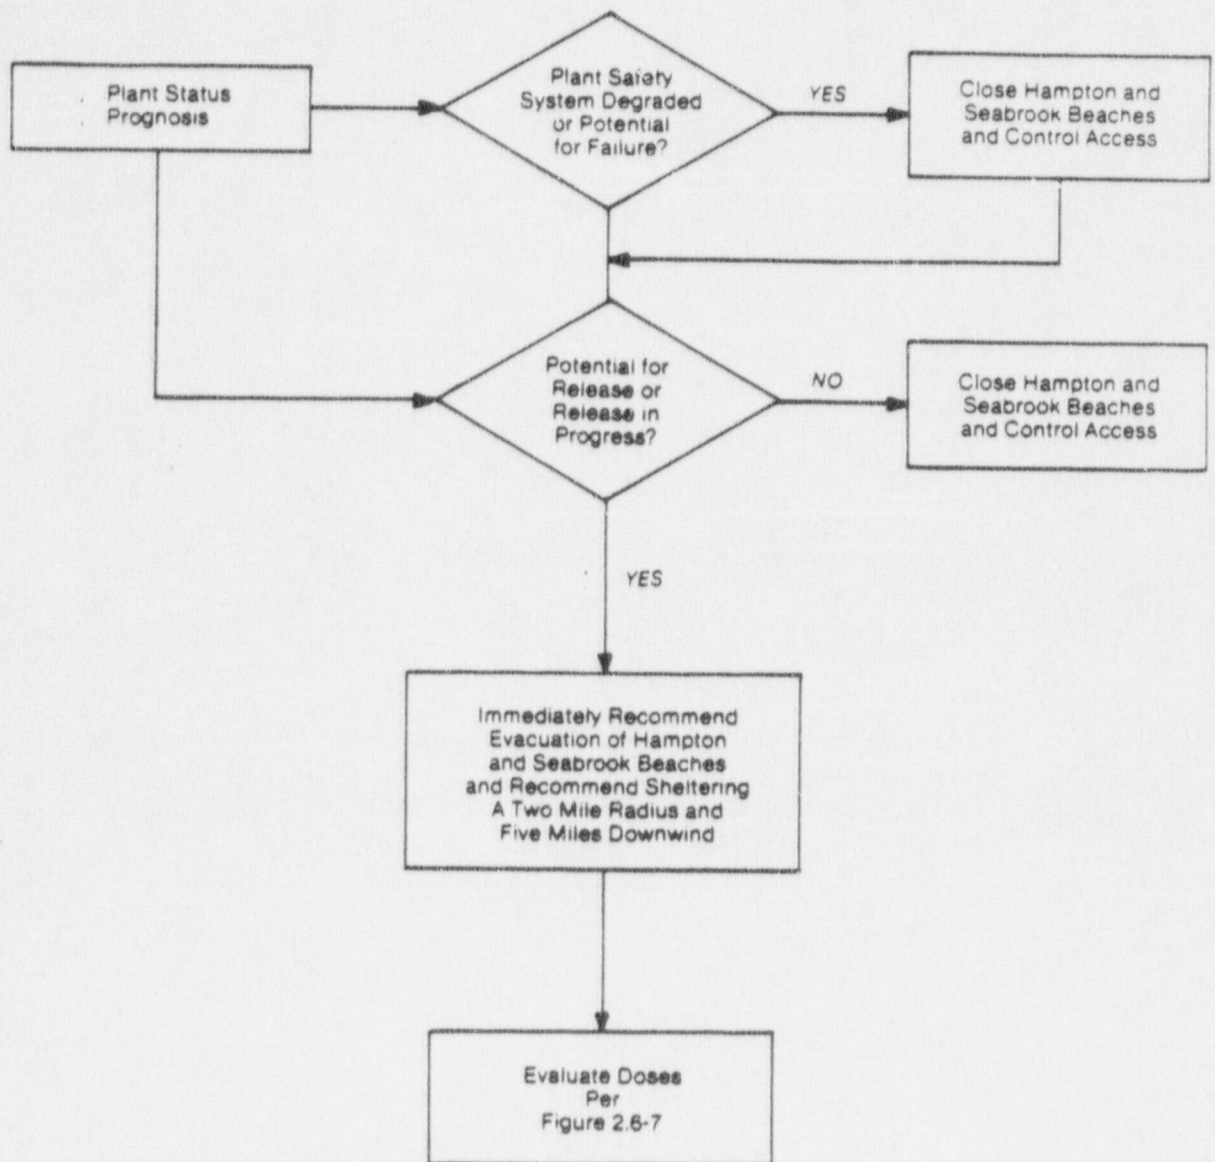 Plant Status
Prognosis
Plant Safety
System Degraded
or Potential
for Failure?
YES
Close Hampton and
Seabrook Beaches
and Control Access
Potential for
Release or
Release in
Progress?
NO
Close Hampton and
Seabrook Beaches
and Control Access
YES
Immediately Recommend
Evacuation of Hampton
and Seabrook Beaches
and Recommend Sheltering
A Two Mile Radius and
Five Miles Downwind
Evaluate Doses
Per
Figure 2.6-7